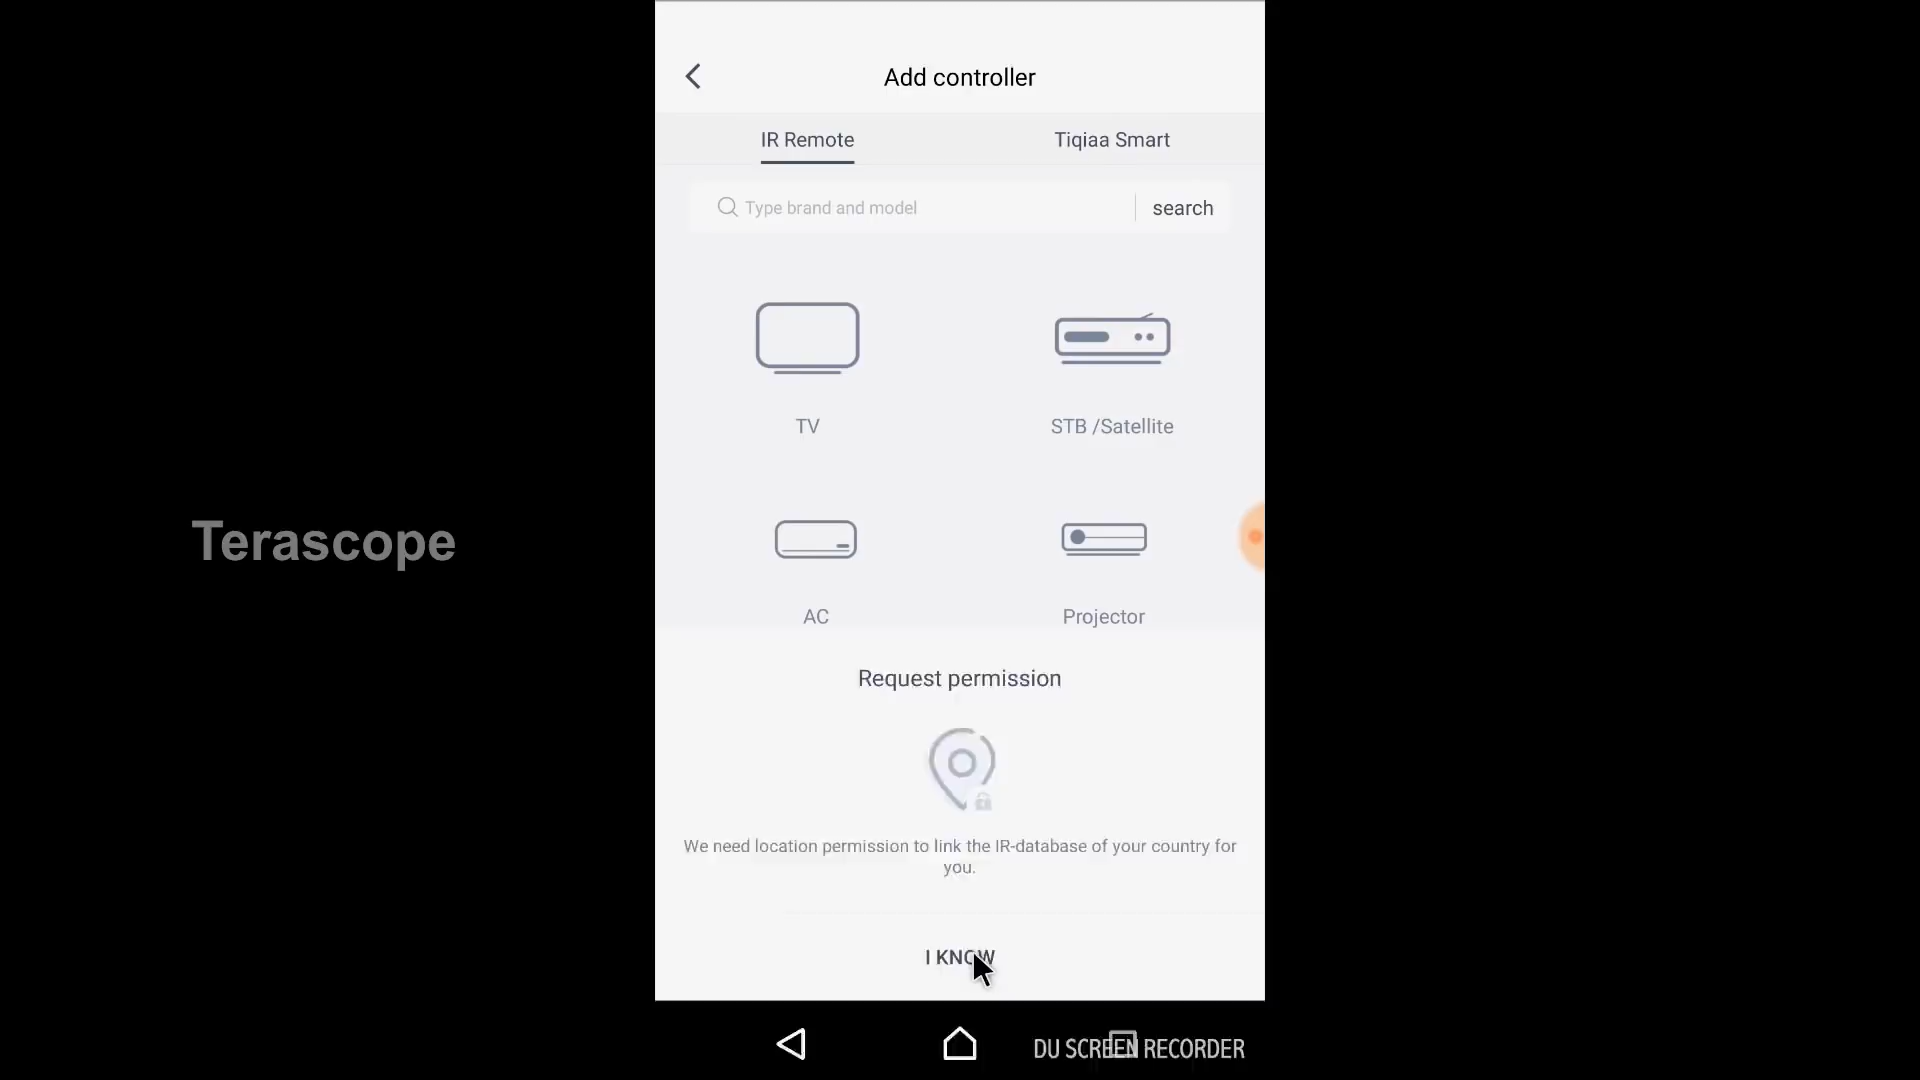 Add controller
IR Remote
Tiqiaa Smart
Type brand and model
search
TV
STB /Satellite
Terascope
AC
Projector
Request permission
We need location permission to link the IR-database of your country for
you.
I KNOW
DU SCREEN RECORDER